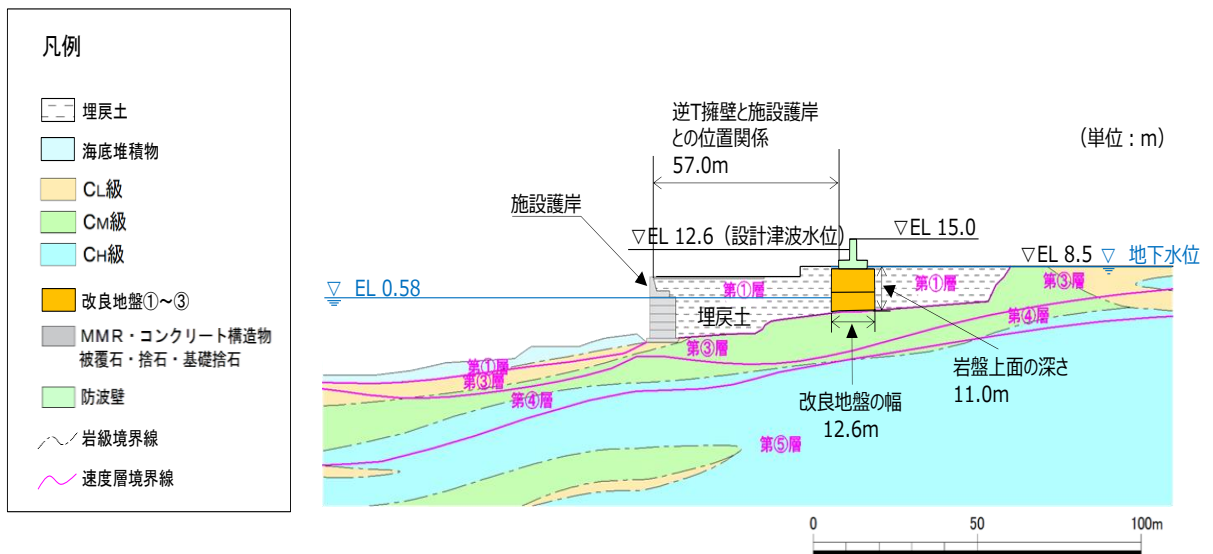 凡例
埋戻土
海底堆積物
CL級
CM級
CH級
改良地盤①～③
MMR・コンクリート構造物
被覆石・捨石・基礎捨石
防波壁
岩級境界線
速度層境界線
逆T擁壁と施設護岸
との位置関係
57.0m
(単位：m)
施設護岸
▽EL 12.6（設計津波水位）
▽EL 15.0
▽EL 8.5 ▽ 地下水位
▽ EL 0.58
第①層
第①層
第③層
埋戻土
第④層
第③層
第①層
第③層
第④層
岩盤上面の深さ
11.0m
改良地盤の幅
12.6m
第⑤層
0
50
100m